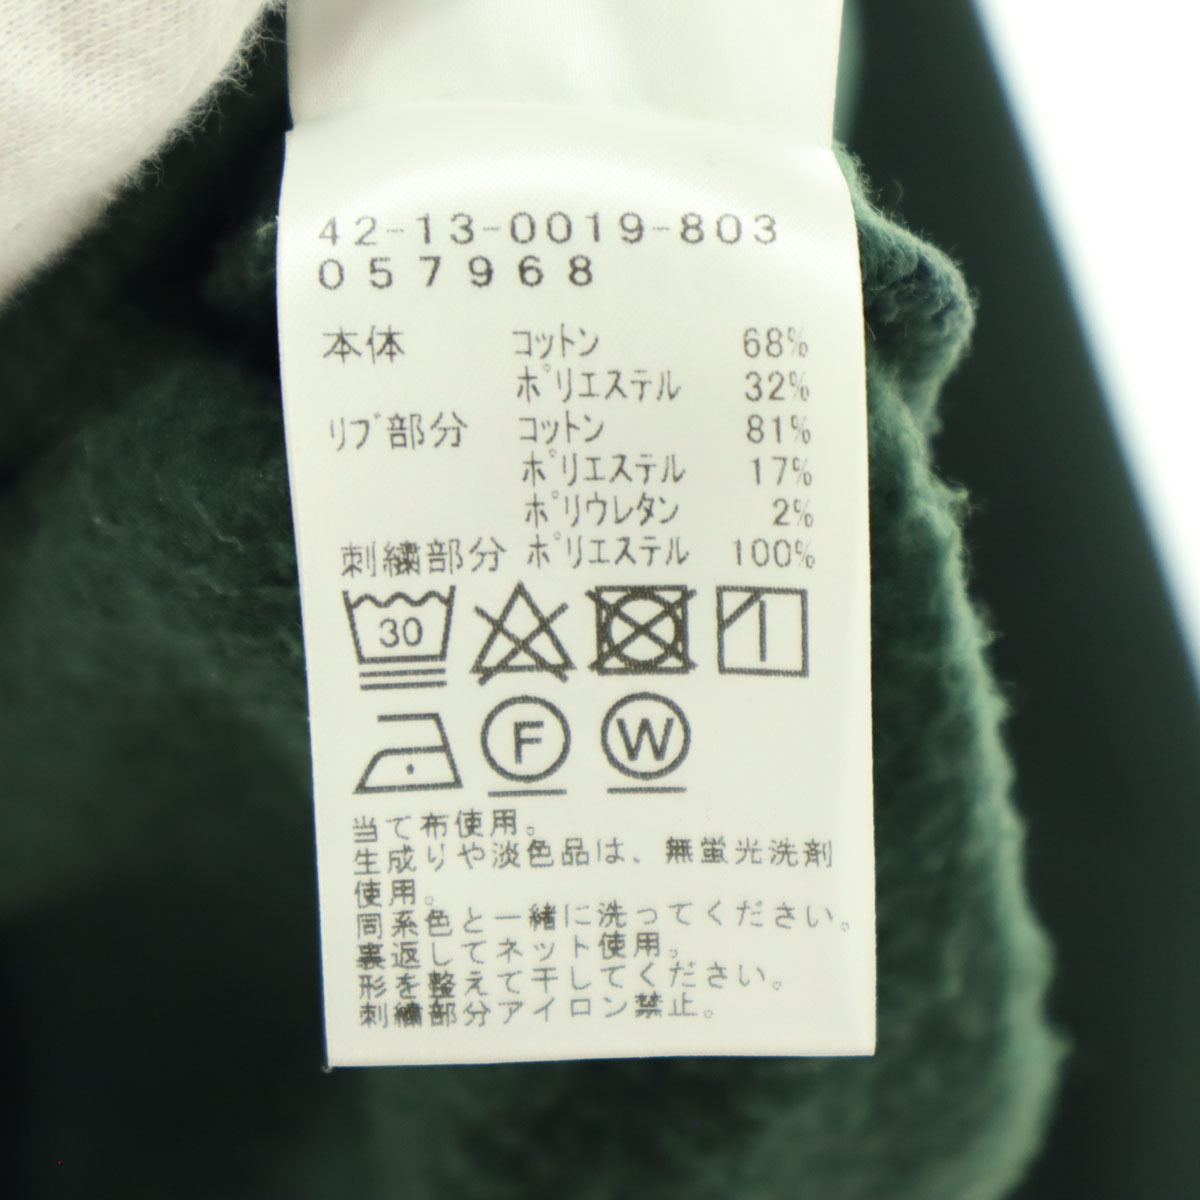 42-13-0019-803
057968
本体 コットン 68%
ポリエステル 32%
リブ部分 コットン 81%
ポリエステル 17%
ポリウレタン 2%
刺繍部分 ポリエステル 100%
30
F W
当て布使用。
生成りや淡色品は、無蛍光洗剤
使用。
同系色と一緒に洗ってください。
裏返してネット使用。
形を整えて干してください。
刺繍部分アイロン禁止。